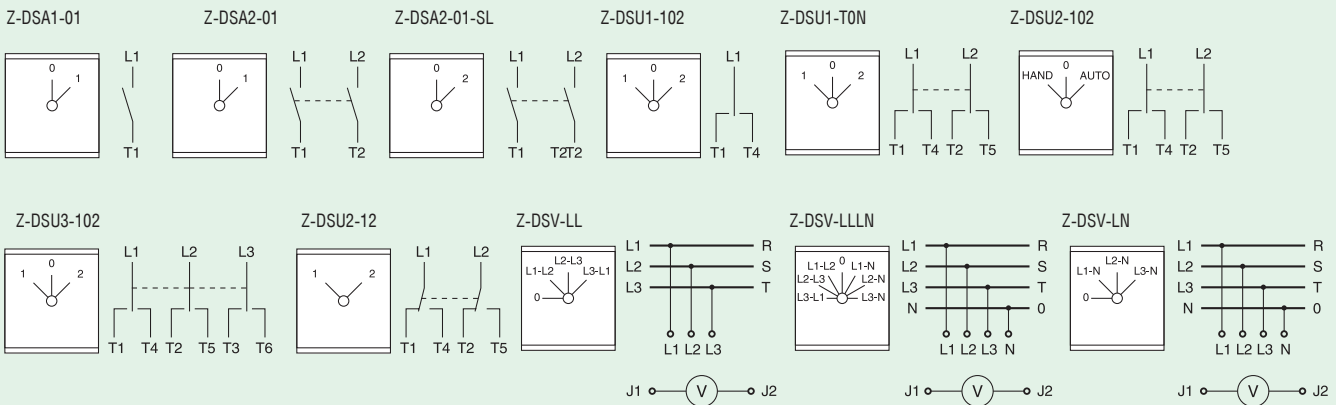 Z-DSA1-01 Z-DSA2-01 Z-DSA2-01-SL Z-DSU1-102 Z-DSU1-T0N Z-DSU2-102
0 1 L1 T1
0 1 L1 L2 T1 T2
0 2 L1 L2 T1 T2T2
1 0 2 L1 T1 T4
1 0 2 L1 L2 T1 T4 T2 T5
HAND 0 AUTO L1 L2 T1 T4 T2 T5
Z-DSU3-102 Z-DSU2-12 Z-DSV-LL Z-DSV-LLLN Z-DSV-LN
1 0 2 L1 L2 L3
T1 T4 T2 T5 T3 T6
1 2 L1 L2
T1 T4 T2 T5
L2-L3
L1-L2 L3-L1
0
L1 R
L2 S
L3 T
L1 L2 L3
J1 V J2
L1-L2 0 L1-N
L2-L3 L2-N
L3-L1 L3-N
L1 R
L2 S
L3 T
N 0
L1 L2 L3 N
J1 V J2
L2-N
L1-N L3-N
0
L1 R
L2 S
L3 T
N 0
L1 L2 L3 N
J1 V J2